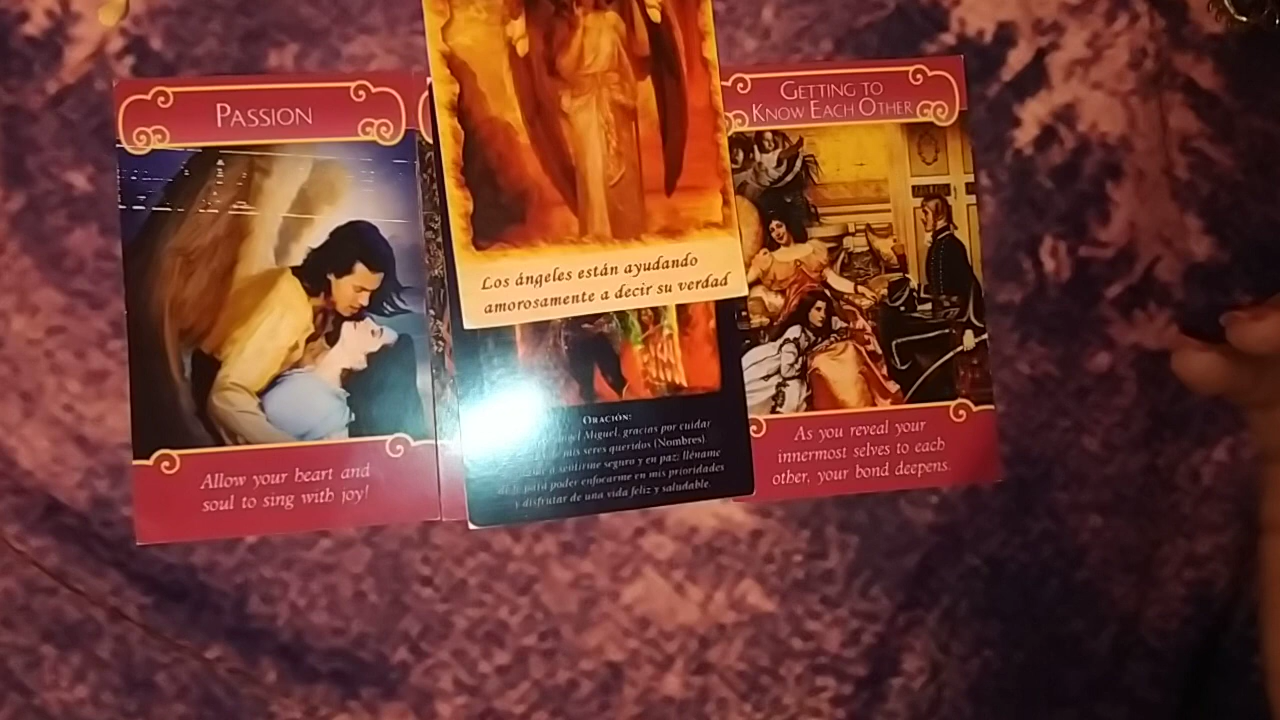 PASSION
Allow your heart and
soul to sing with joy!
Los ángeles están ayudando
amorosamente a decir su verdad
ORACIÓN:
Miguel, gracias por cuidar
mis seres queridos (Nombres).
a sentirme seguro y en paz; lléname
para poder enfocarme en mis prioridades
y disfrutar de una vida feliz y saludable.
GETTING TO
KNOW EACH OTHER
As you reveal your
innermost selves to each
other, your bond deepens.